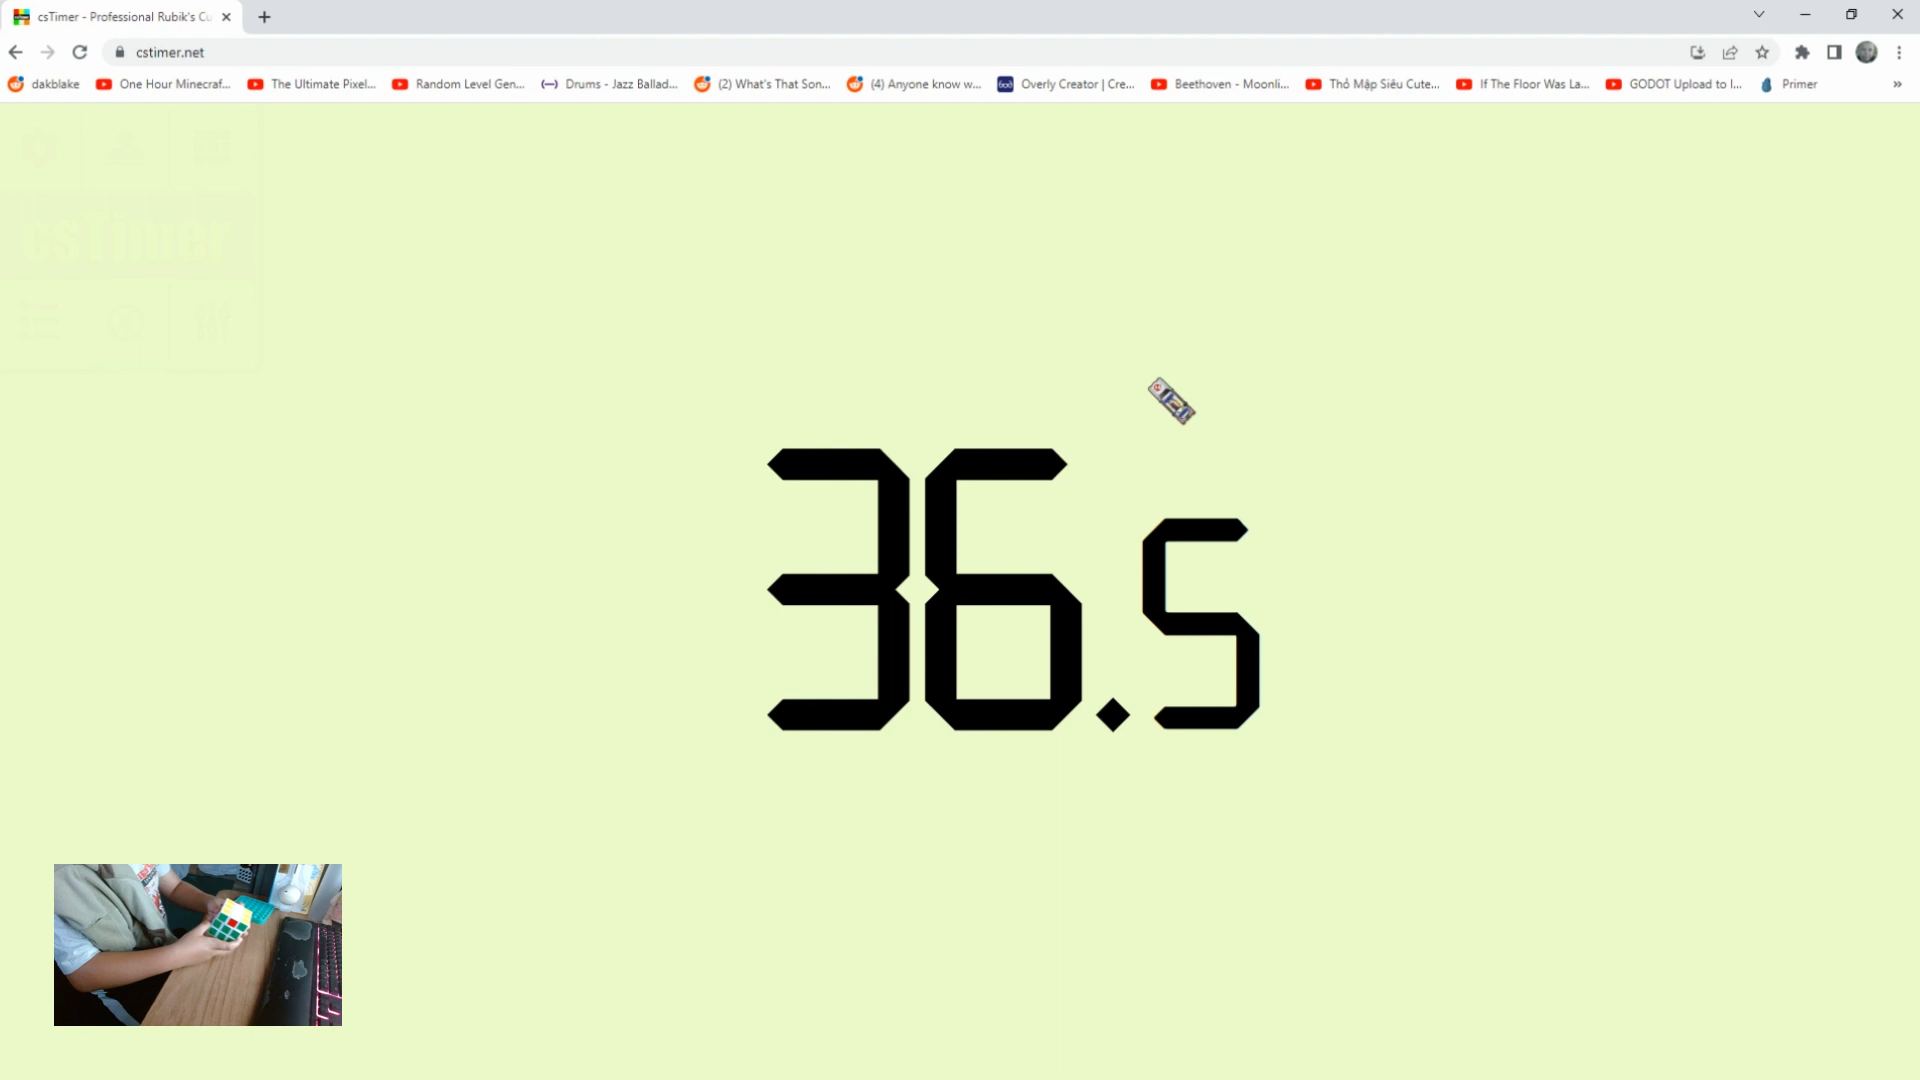 csTimer - Professional Rubik's Cu
cstimer.net
dakblake
One Hour Minecraf...
The Ultimate Pixel...
Random Level Gen...
Drums - Jazz Ballad...
(2) What's That Son...
(4) Anyone know w...
Overly Creator | Cre...
Beethoven - Moonli...
Thỏ Mập Siêu Cute...
If The Floor Was La...
GODOT Upload to I...
Primer
csTimer
36.5